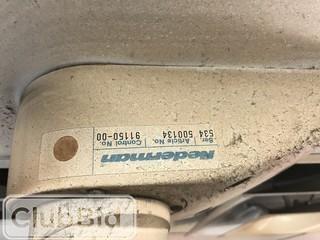 Nederman
Ser. Article No. Control No.
534 500134 91150-00
ClubBid